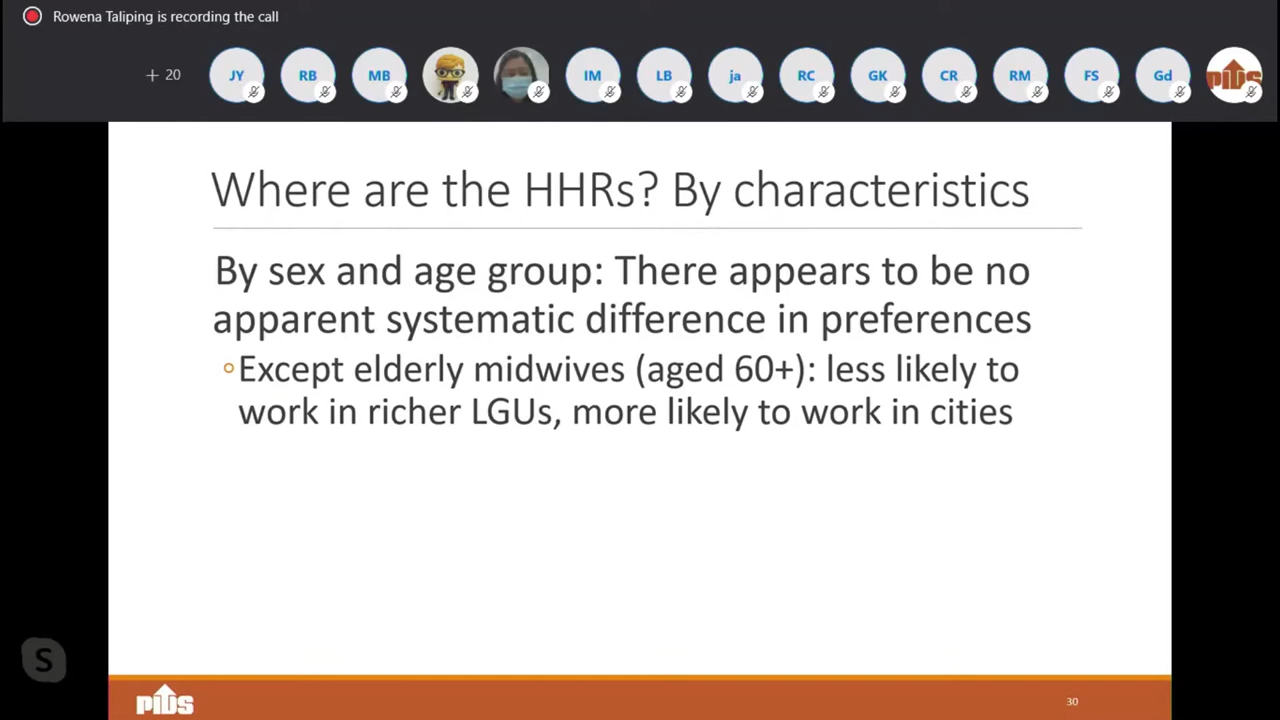 Rowena Taliping is recording the call
+ 20
JY
RB
MB
IM
LB
ja
RC
GK
CR
RM
FS
Gd
PIDS
Where are the HHRs? By characteristics
By sex and age group: There appears to be no
apparent systematic difference in preferences
Except elderly midwives (aged 60+): less likely to
work in richer LGUs, more likely to work in cities
S
PIDS
30